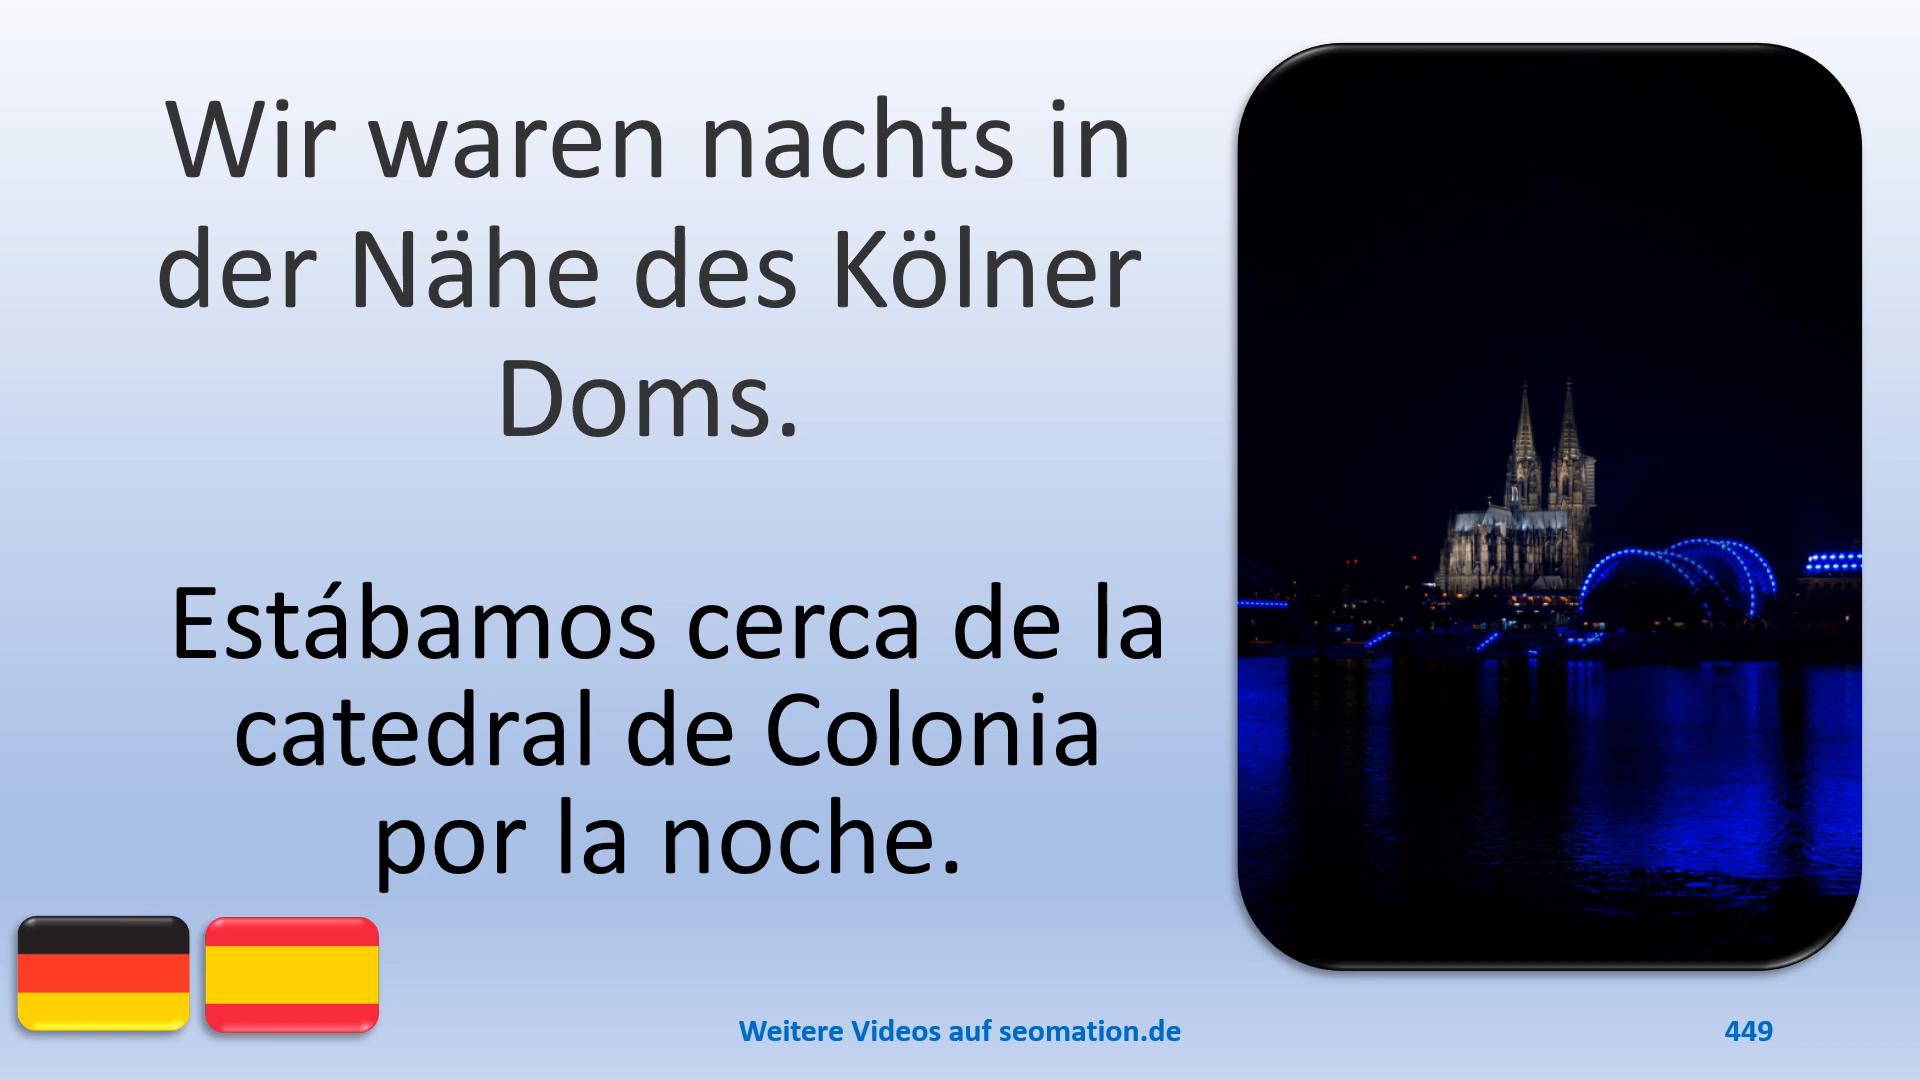 Wir waren nachts in
der Nähe des Kölner
Doms.
Estábamos cerca de la
catedral de Colonia
por la noche.
Weitere Videos auf seomation.de
449